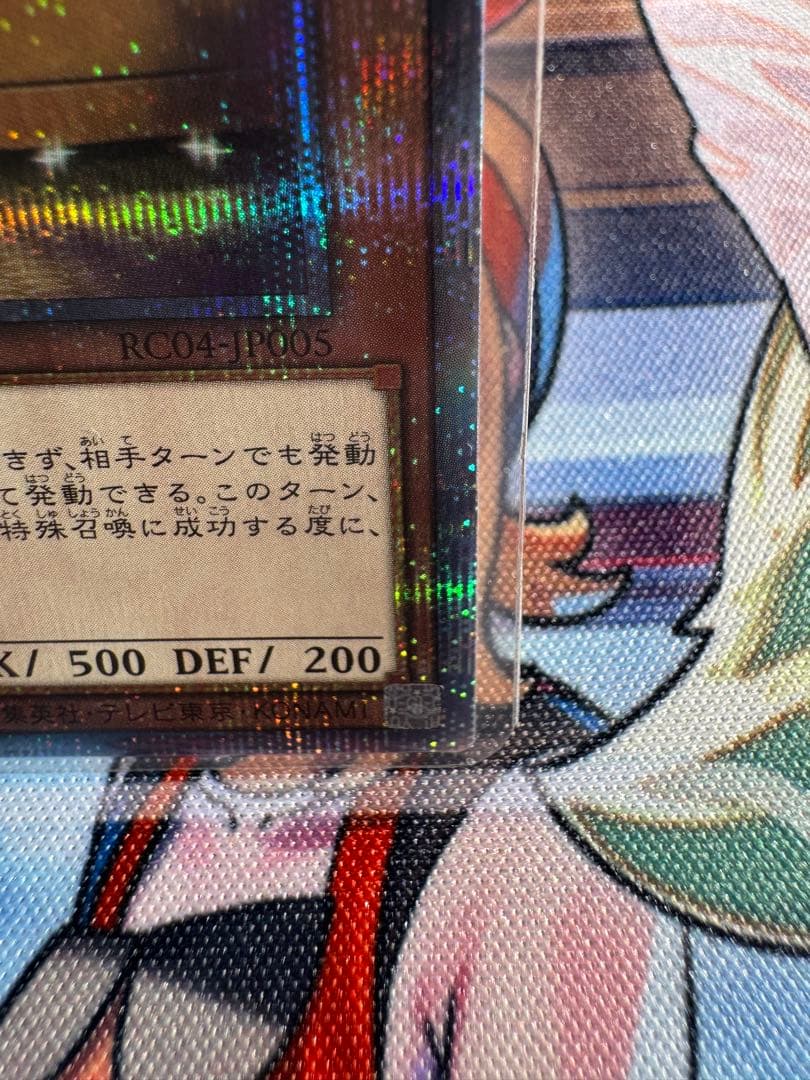 RC04-JP005
きず、相手ターンでも発動
て発動できる。このターン、
特殊召喚に成功する度に、
K/ 500 DEF/ 200
集英社・テレビ東京・KONAMI